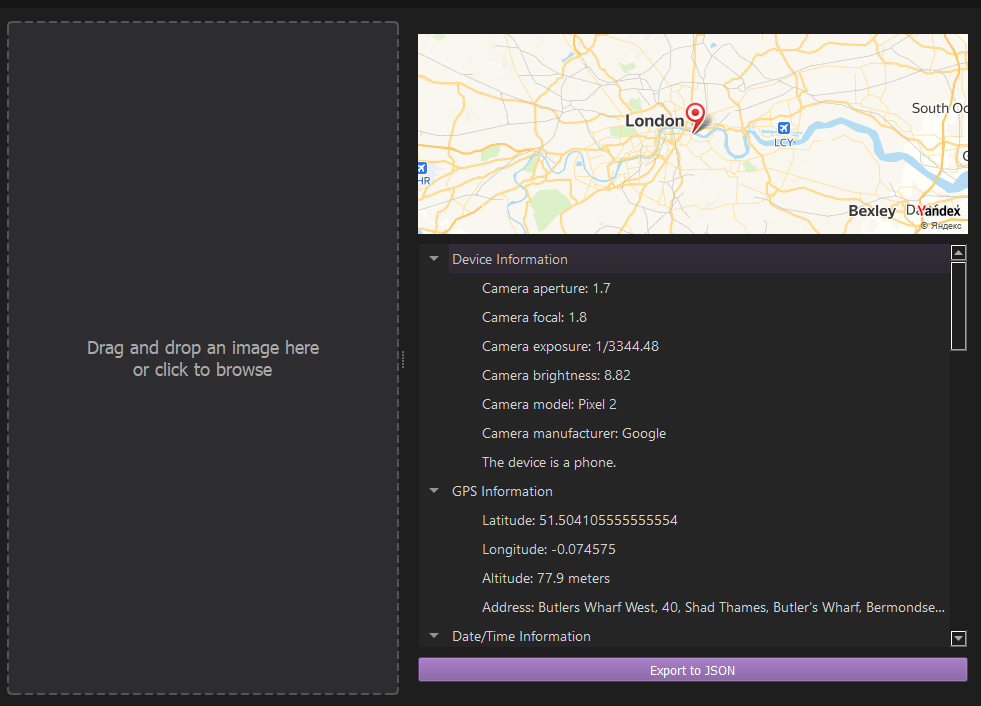 Drag and drop an image here
or click to browse
London
South Oc
LCY
HR
Bexley
Yandex
© Яндекс
Device Information
Camera aperture: 1.7
Camera focal: 1.8
Camera exposure: 1/3344.48
Camera brightness: 8.82
Camera model: Pixel 2
Camera manufacturer: Google
The device is a phone.
GPS Information
Latitude: 51.504105555555554
Longitude: -0.074575
Altitude: 77.9 meters
Address: Butlers Wharf West, 40, Shad Thames, Butler's Wharf, Bermondse...
Date/Time Information
Export to JSON